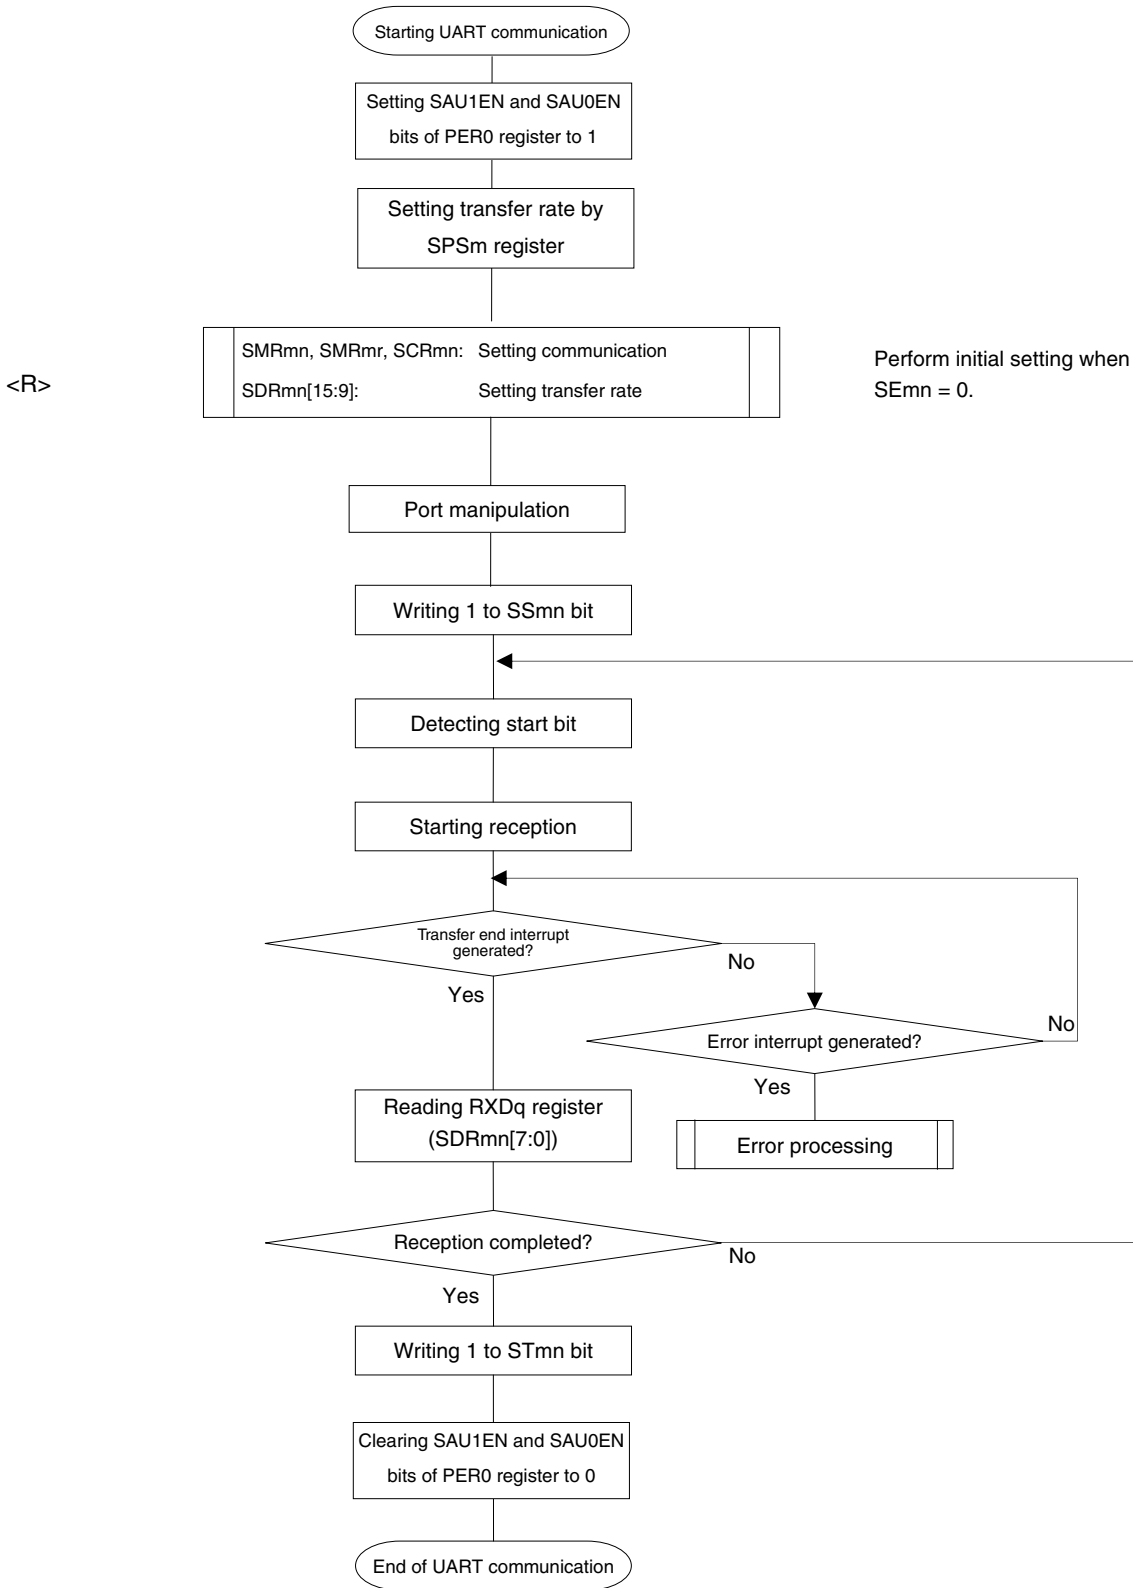 Starting UART communication
Setting SAU1EN and SAU0EN
bits of PER0 register to 1
Setting transfer rate by
SPSm register
SMRmn, SMRmr, SCRmn: Setting communication
SDRmn[15:9]: Setting transfer rate
<R>
Perform initial setting when
SEmn = 0.
Port manipulation
Writing 1 to SSmn bit
Detecting start bit
Starting reception
Transfer end interrupt
generated?
No
Yes
Error interrupt generated?
No
Yes
Error processing
Reading RXDq register
(SDRmn[7:0])
Reception completed?
No
Yes
Writing 1 to STmn bit
Clearing SAU1EN and SAU0EN
bits of PER0 register to 0
End of UART communication